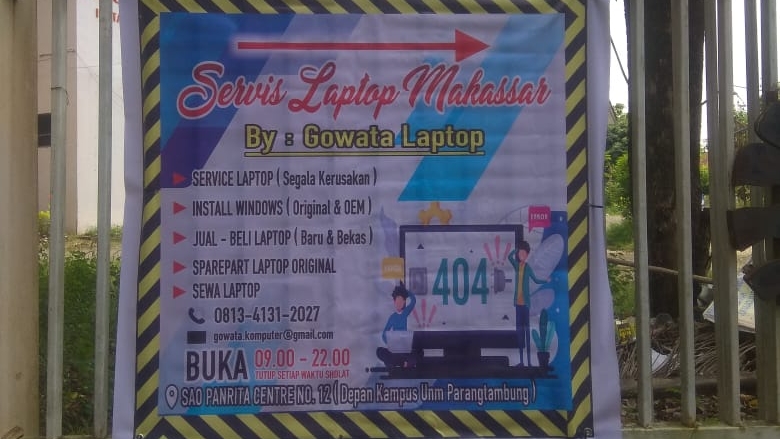 Servis Laptop Makassar
By : Gowata Laptop
SERVICE LAPTOP ( Segala Kerusakan )
INSTALL WINDOWS ( Original & OEM )
JUAL - BELI LAPTOP ( Baru & Bekas )
SPAREPART LAPTOP ORIGINAL
SEWA LAPTOP
0813-4131-2027
gowata.komputer@gmail.com
BUKA 09.00 - 22.00
TUTUP SETIAP WAKTU SHOLAT
SAO PANRITA CENTRE NO. 12 ( Depan Kampus Unm Parangtambung )
ERROR
404